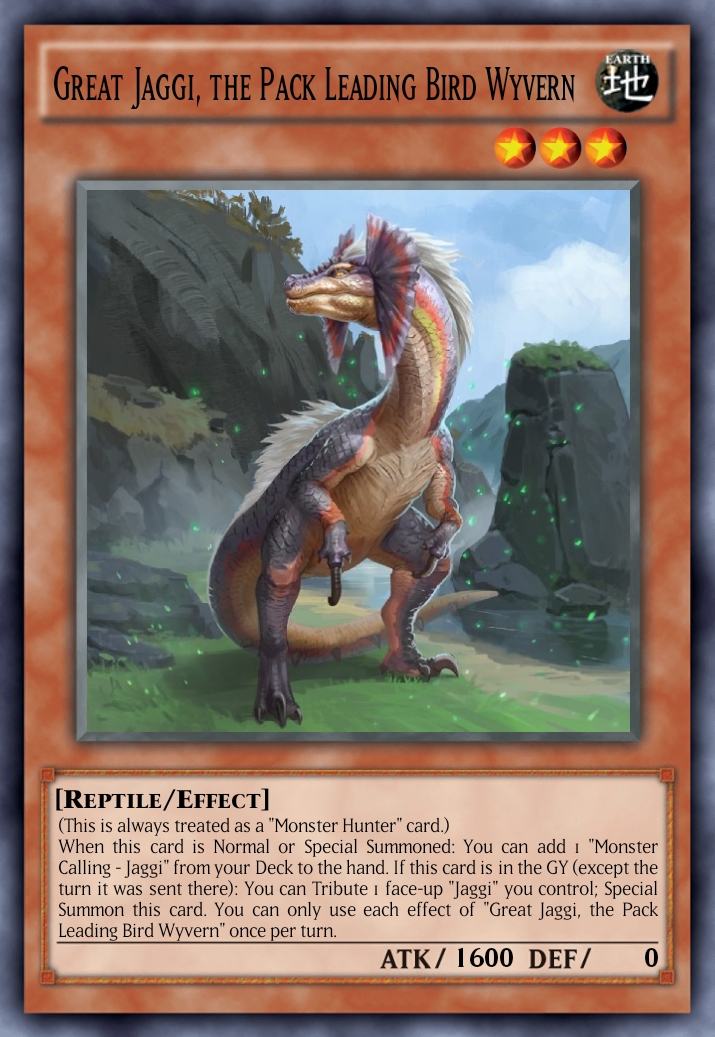 Great Jaggi, the Pack Leading Bird Wyvern
EARTH
地
[Reptile/Effect]
(This is always treated as a "Monster Hunter" card.)
When this card is Normal or Special Summoned: You can add 1 "Monster
Calling - Jaggi" from your Deck to the hand. If this card is in the GY (except the
turn it was sent there): You can Tribute 1 face-up "Jaggi" you control; Special
Summon this card. You can only use each effect of "Great Jaggi, the Pack
Leading Bird Wyvern" once per turn.
ATK/ 1600 DEF/ 0